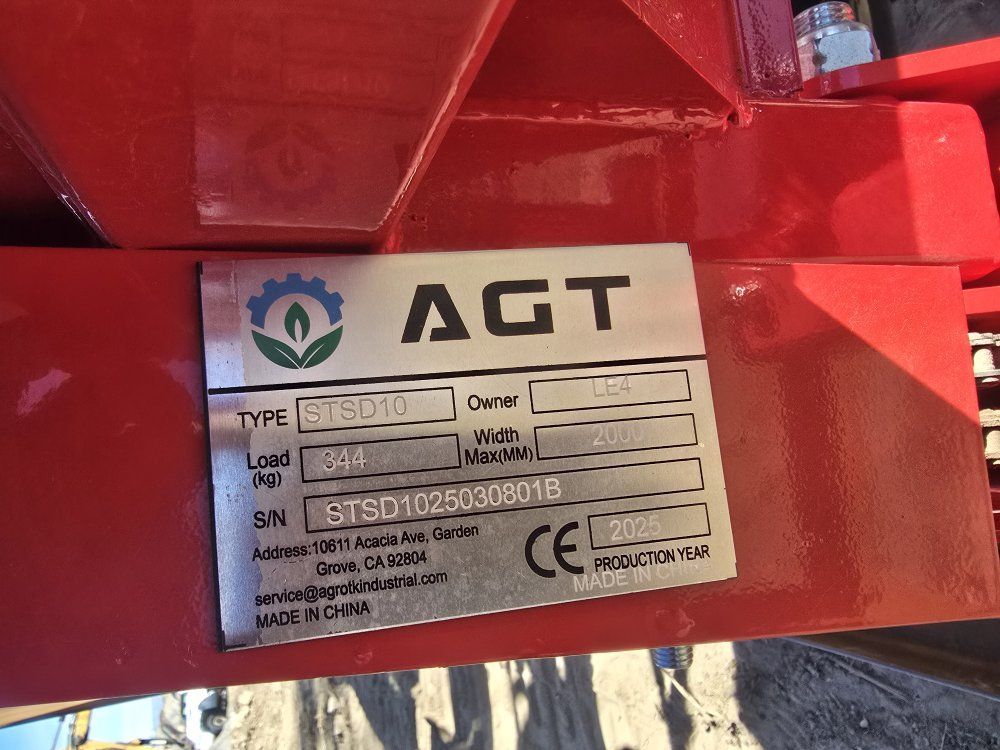 AGT
TYPE STSD10 Owner LE4
Load (kg) 344 Width Max(MM) 2000
S/N STSD1025030801B
Address:10611 Acacia Ave, Garden
Grove, CA 92804
service@agrotkindustrial.com
MADE IN CHINA
CE 2025
PRODUCTION YEAR
MADE IN CHINA